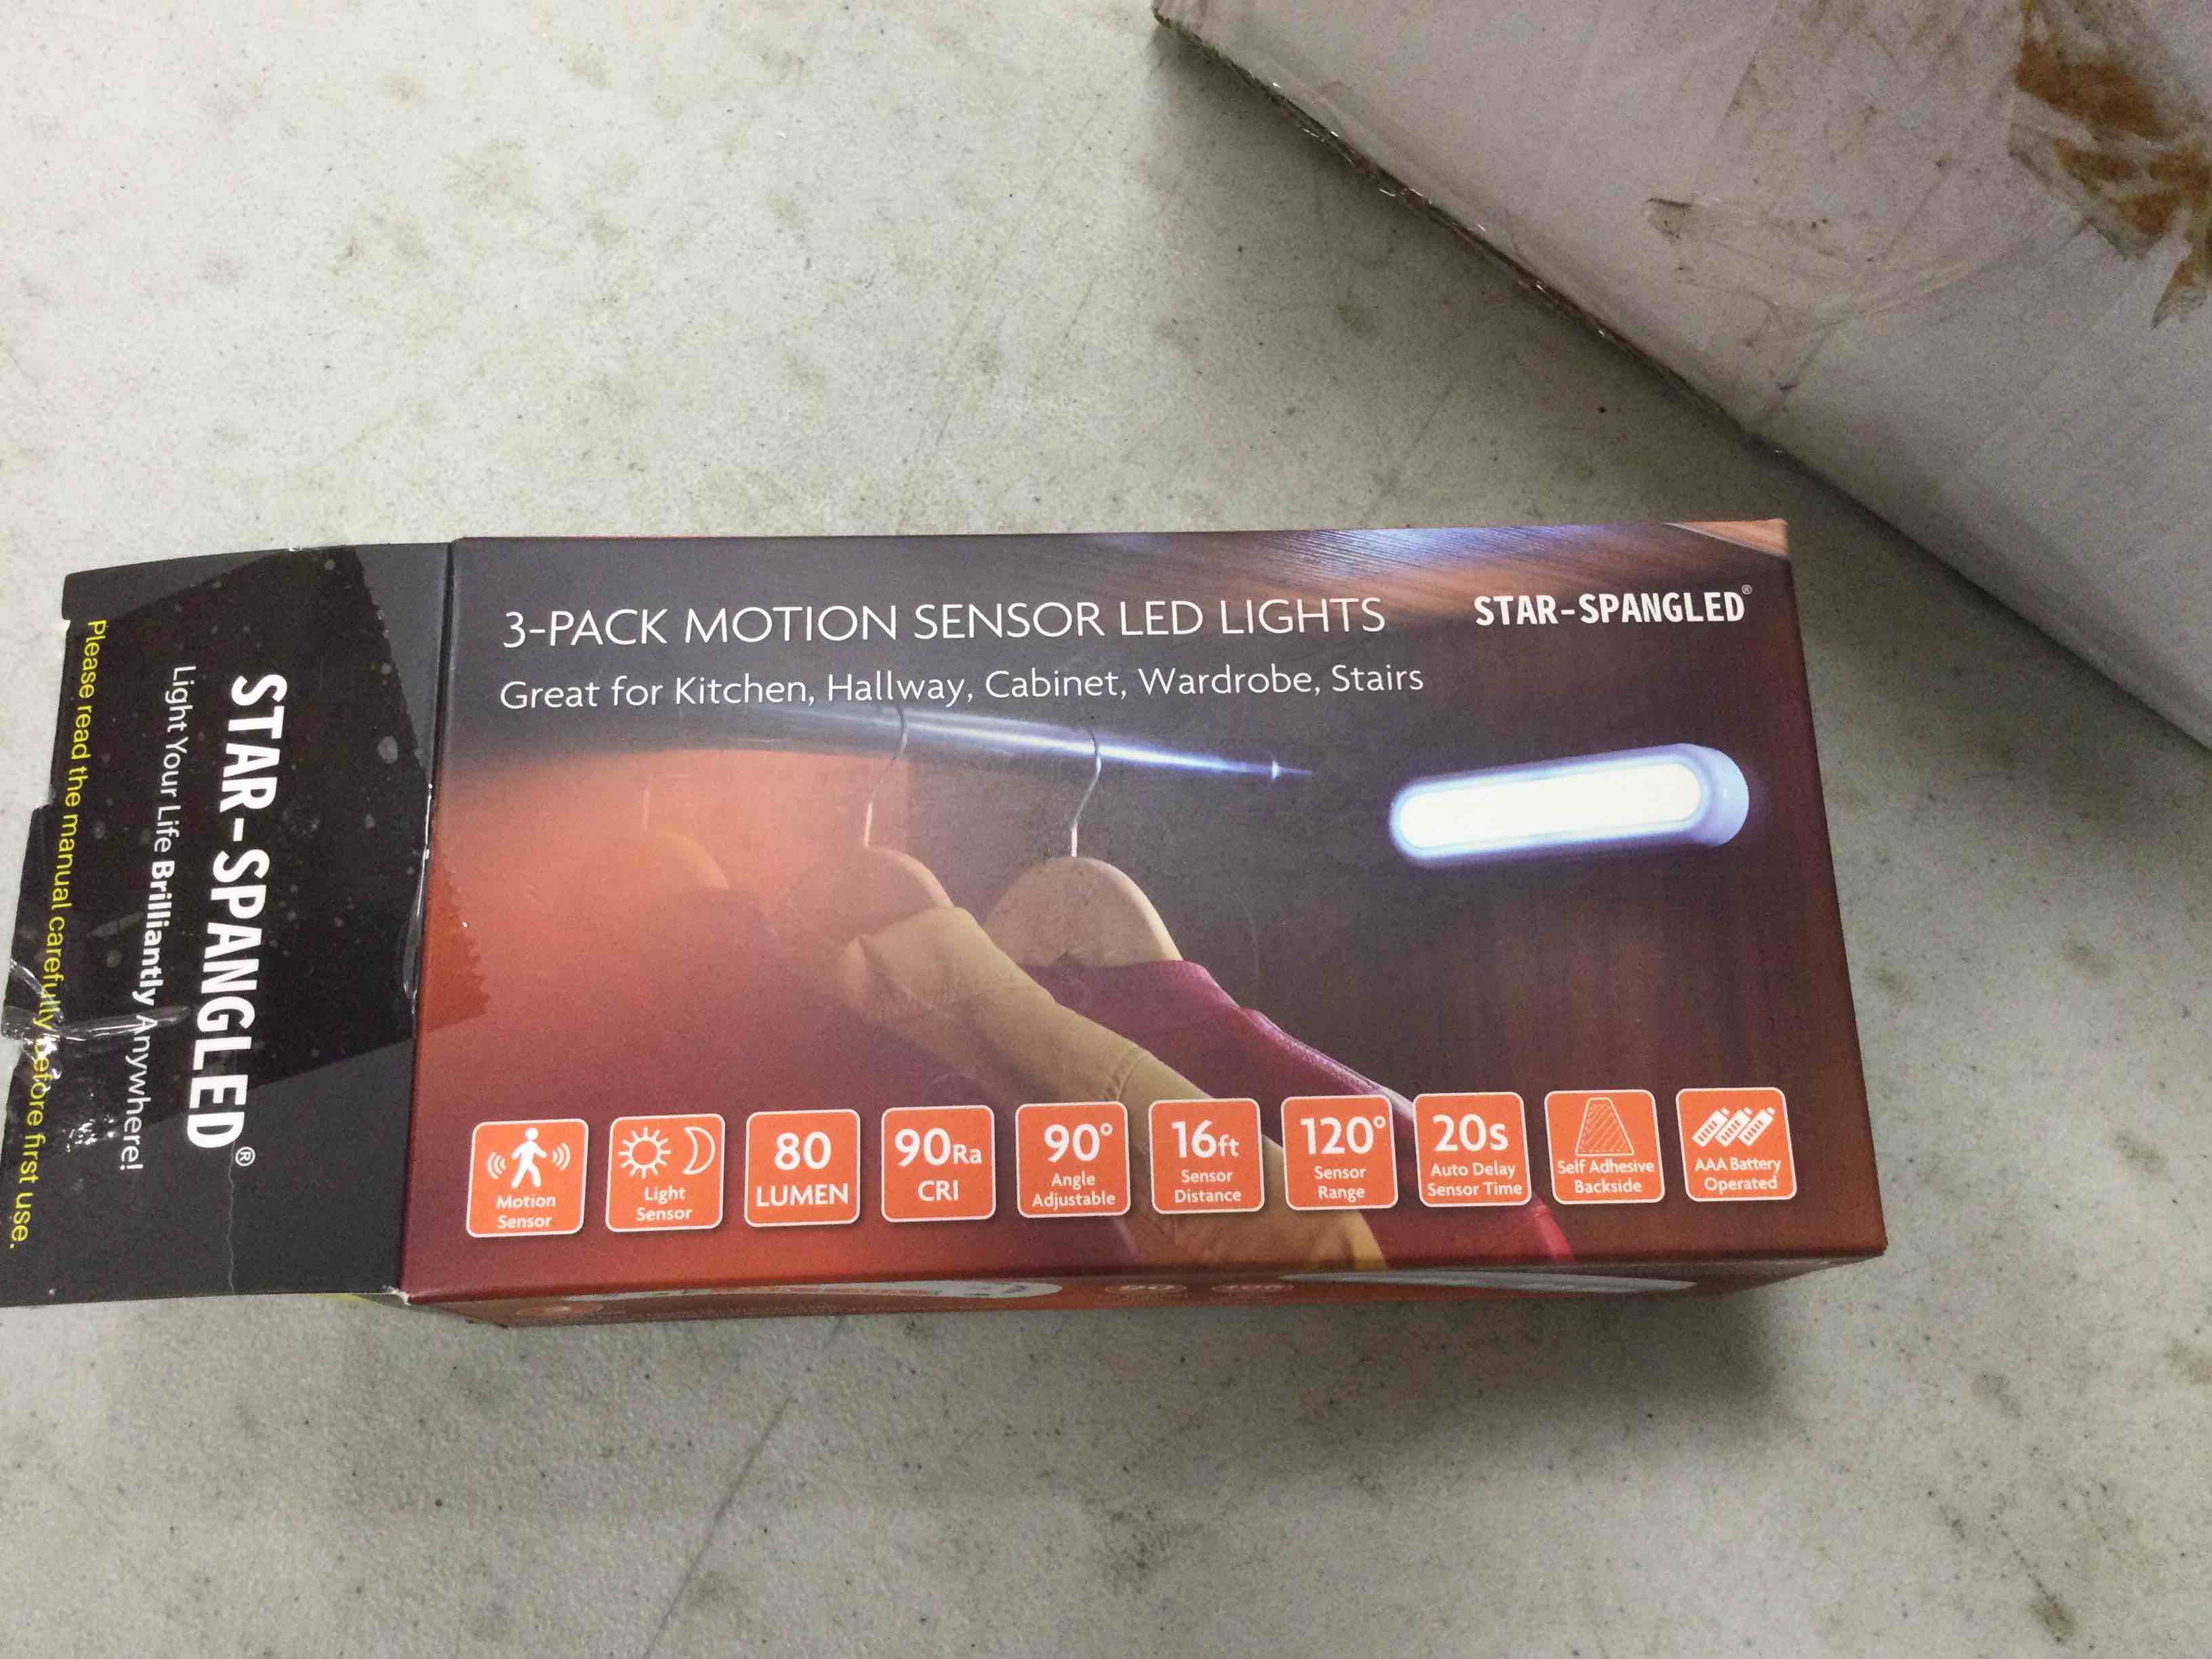 3-PACK MOTION SENSOR LED LIGHTS
STAR-SPANGLED®
Great for Kitchen, Hallway, Cabinet, Wardrobe, Stairs
Motion
Sensor
Light
Sensor
80
LUMEN
90Ra
CRI
90°
Angle
Adjustable
16ft
Sensor
Distance
120°
Sensor
Range
20s
Auto Delay
Sensor Time
Self Adhesive
Backside
AAA Battery
Operated
STAR-SPANGLED®
Light Your Life Brilliantly Anywhere!
Please read the manual carefully before first use.